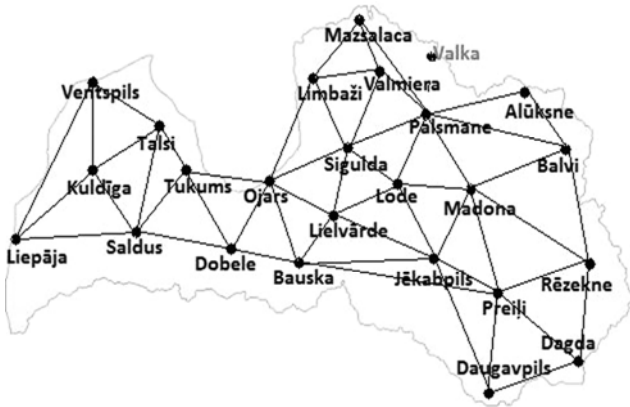 Mazsalaca
Valka
Ventspils
Limbaži
Valmiera
Alūksne
Talsi
Palsmane
Kuldīga
Tukums
Ojars
Sigulda
Balvi
Lode
Madona
Lielvārde
Liepāja
Saldus
Dobele
Bauska
Jēkabpils
Rēzekne
Preiļi
Dagda
Daugavpils